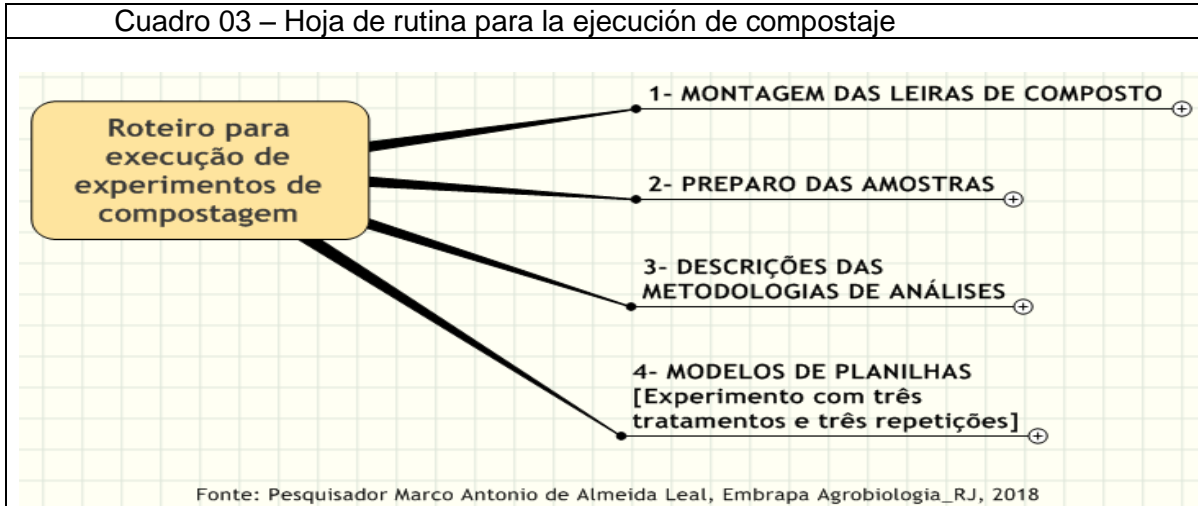 Cuadro 03 – Hoja de rutina para la ejecución de compostaje
Roteiro para
execução de
experimentos de
compostagem
1- MONTAGEM DAS LEIRAS DE COMPOSTO
2- PREPARO DAS AMOSTRAS
3- DESCRIÇÕES DAS
METODOLOGIAS DE ANÁLISES
4- MODELOS DE PLANILHAS
[Experimento com três
tratamentos e três repetições]
Fonte: Pesquisador Marco Antonio de Almeida Leal, Embrapa Agrobiologia_RJ, 2018